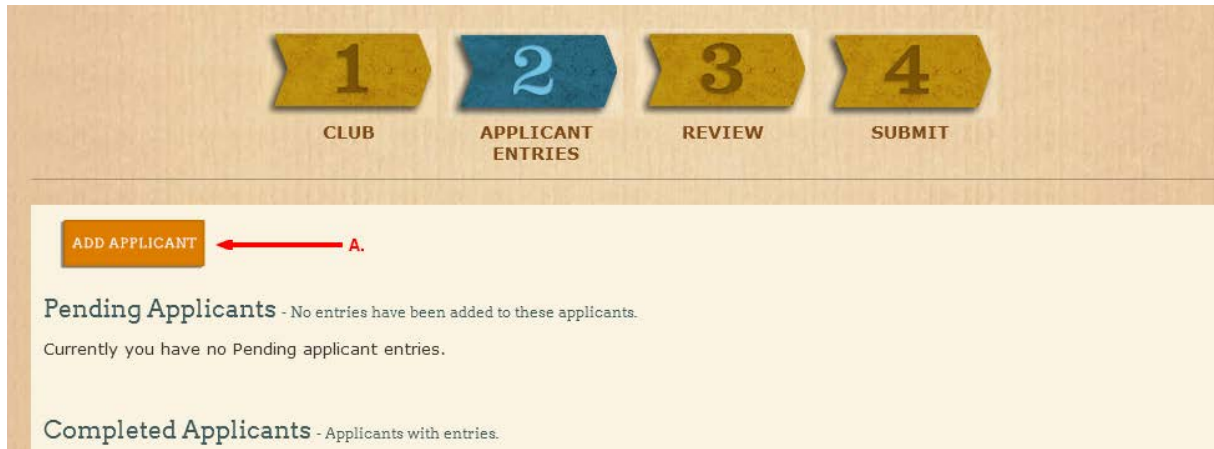 1 2 3 4
CLUB APPLICANT ENTRIES REVIEW SUBMIT
ADD APPLICANT A.
Pending Applicants - No entries have been added to these applicants.
Currently you have no Pending applicant entries.
Completed Applicants - Applicants with entries.